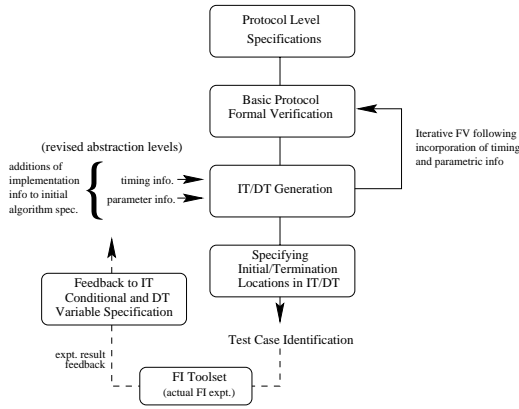 Protocol Level
Specifications
Basic Protocol
Formal Verification
Iterative FV following
incorporation of timing
and parametric info
(revised abstraction levels)
additions of
implementation
info to initial
algorithm spec.
timing info.
parameter info.
IT/DT Generation
Specifying
Initial/Termination
Locations in IT/DT
Feedback to IT
Conditional and DT
Variable Specification
Test Case Identification
expt. result
feedback
FI Toolset
(actual FI expt.)